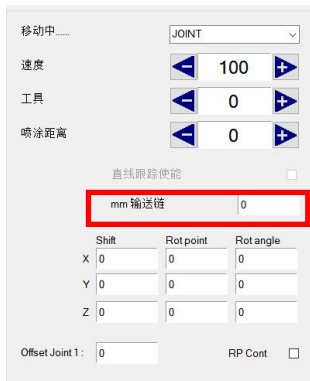 移动中...... JOINT
速度 100
工具 0
喷涂距离 0
直线跟踪使能
mm 输送链 0
Shift Rot point Rot angle
X 0 0 0
Y 0 0 0
Z 0 0 0
Offset Joint 1 : 0 RP Cont